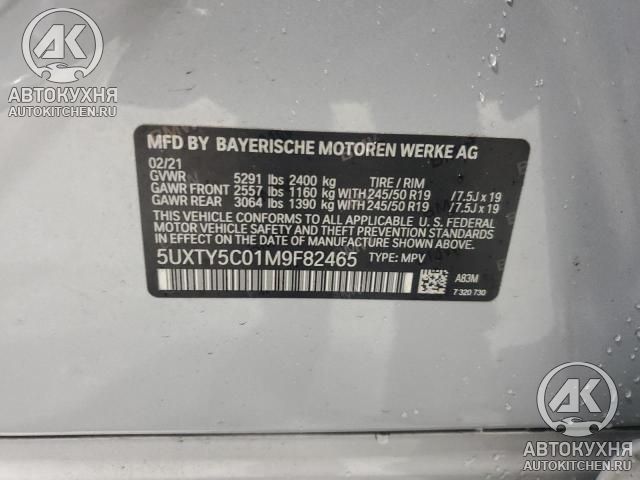 AK
АВТОКУХНЯ
AUTOKITCHEN.RU
MFD BY BAYERISCHE MOTOREN WERKE AG
02/21
GVWR 5291 lbs 2400 kg TIRE / RIM
GAWR FRONT 2557 lbs 1160 kg WITH 245/50 R19 /7.5J x 19
GAWR REAR 3064 lbs 1390 kg WITH 245/50 R19 /7.5J x 19
THIS VEHICLE CONFORMS TO ALL APPLICABLE U. S. FEDERAL
MOTOR VEHICLE SAFETY, BUMPER, AND THEFT PREVENTION
STANDARDS IN EFFECT ON THE DATE OF MANUFACTURE SHOWN ABOVE.
5UXTY5C01M9F82465 TYPE: MPV
A83M
7 320 730
AK
АВТОКУХНЯ
AUTOKITCHEN.RU